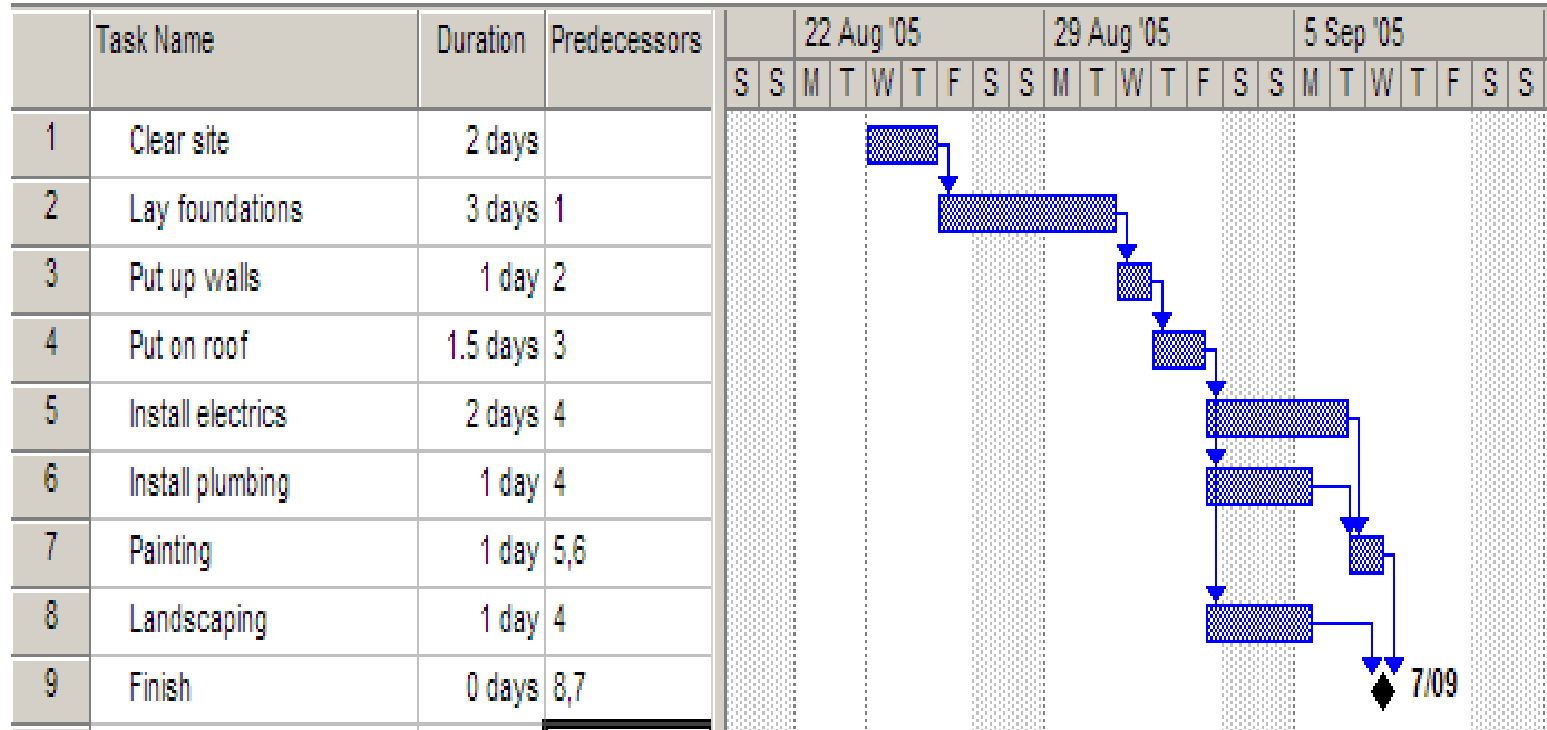 Task Name Duration Predecessors 22 Aug '05 29 Aug '05 5 Sep '05
S S M T W T F S S M T W T F S S M T W T F S S
1 Clear site 2 days
2 Lay foundations 3 days 1
3 Put up walls 1 day 2
4 Put on roof 1.5 days 3
5 Install electrics 2 days 4
6 Install plumbing 1 day 4
7 Painting 1 day 5,6
8 Landscaping 1 day 4
9 Finish 0 days 8,7 7/09